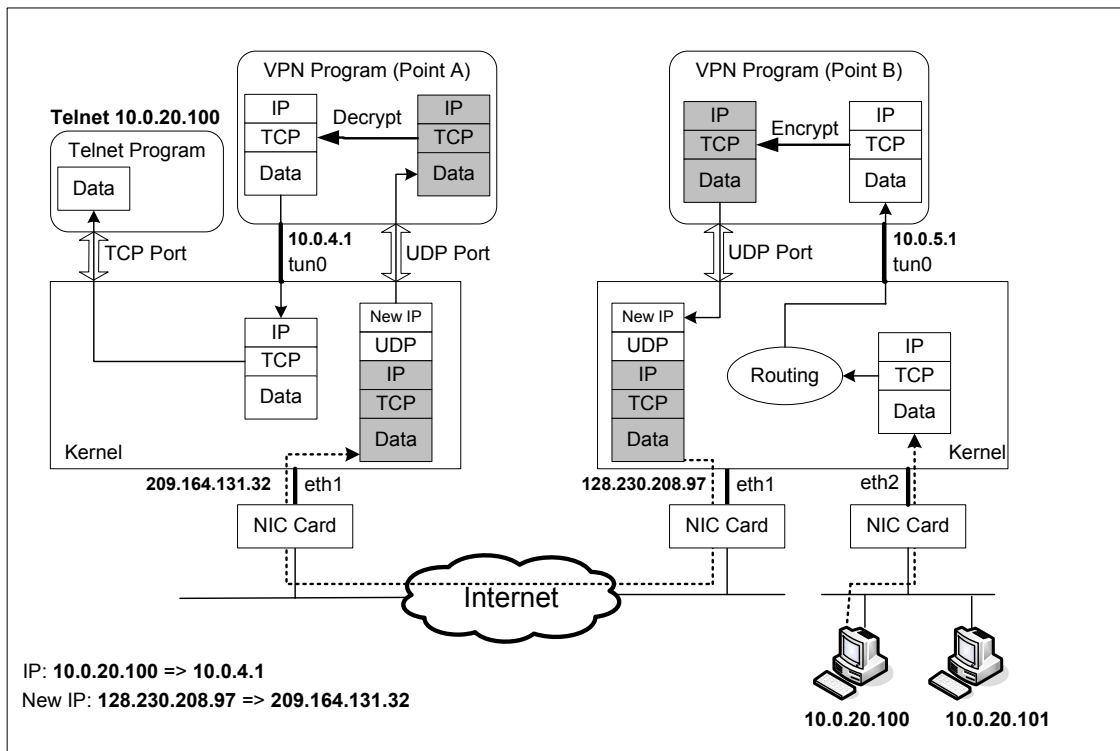 VPN Program (Point A)
IP
TCP
Data
Decrypt
IP
TCP
Data
Telnet 10.0.20.100
Telnet Program
Data
TCP Port
10.0.4.1
tun0
UDP Port
IP
TCP
Data
New IP
UDP
IP
TCP
Data
Kernel
209.164.131.32
eth1
NIC Card
VPN Program (Point B)
IP
TCP
Data
Encrypt
IP
TCP
Data
UDP Port
10.0.5.1
tun0
New IP
UDP
IP
TCP
Data
Routing
IP
TCP
Data
Kernel
128.230.208.97
eth1
eth2
NIC Card
NIC Card
Internet
IP: 10.0.20.100 => 10.0.4.1
New IP: 128.230.208.97 => 209.164.131.32
10.0.20.100
10.0.20.101